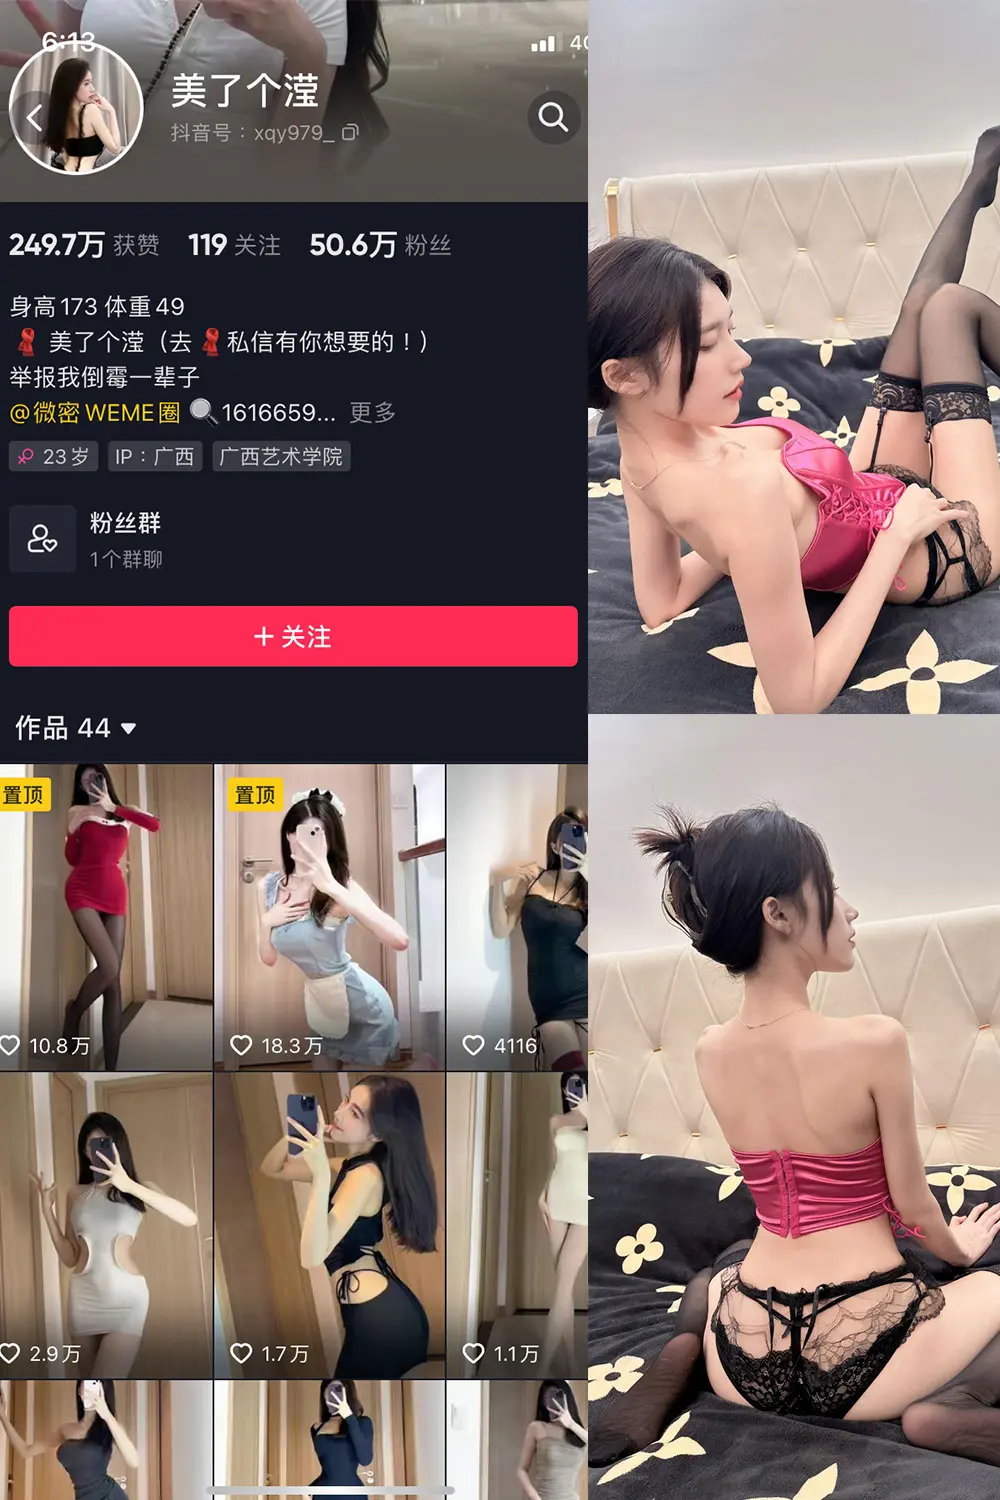 6:13
4G
美了个滢
抖音号：xqy979_
249.7万 获赞 119 关注 50.6万 粉丝
身高173 体重49
美了个滢（去 私信有你想要的！）
举报我倒霉一辈子
@微密 WEME圈 1616659... 更多
23岁 IP：广西 广西艺术学院
粉丝群
1个群聊
+ 关注
作品 44
置顶 置顶
10.8万 18.3万 4116
2.9万 1.7万 1.1万